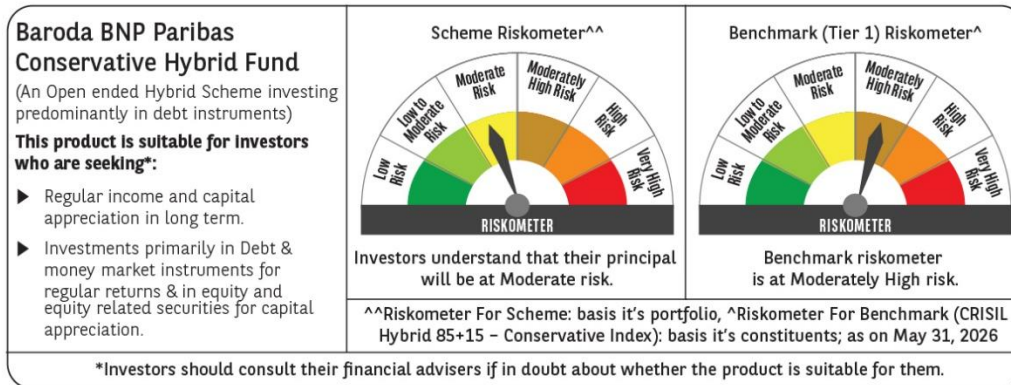 Baroda BNP Paribas
Conservative Hybrid Fund
(An Open ended Hybrid Scheme investing
predominantly in debt instruments)
This product is suitable for investors
who are seeking*:
▶ Regular income and capital
appreciation in long term.
▶ Investments primarily in Debt &
money market instruments for
regular returns & in equity and
equity related securities for capital
appreciation.
Scheme Riskometer^^
Low
Risk
Low to
Moderate
Risk
Moderate
Risk
Moderately
High Risk
High
Risk
Very High
Risk
RISKOMETER
Investors understand that their principal
will be at Moderate risk.
Benchmark (Tier 1) Riskometer^
Low
Risk
Low to
Moderate
Risk
Moderate
Risk
Moderately
High Risk
High
Risk
Very High
Risk
RISKOMETER
Benchmark riskometer
is at Moderately High risk.
^^Riskometer For Scheme: basis it's portfolio, ^Riskometer For Benchmark (CRISIL
Hybrid 85+15 – Conservative Index): basis it's constituents; as on May 31, 2026
*Investors should consult their financial advisers if in doubt about whether the product is suitable for them.